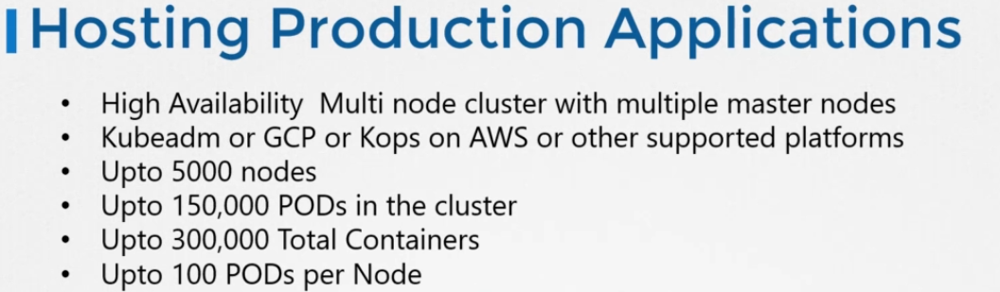 Hosting Production Applications
• High Availability Multi node cluster with multiple master nodes
• Kubeadm or GCP or Kops on AWS or other supported platforms
• Upto 5000 nodes
• Upto 150,000 PODs in the cluster
• Upto 300,000 Total Containers
• Upto 100 PODs per Node